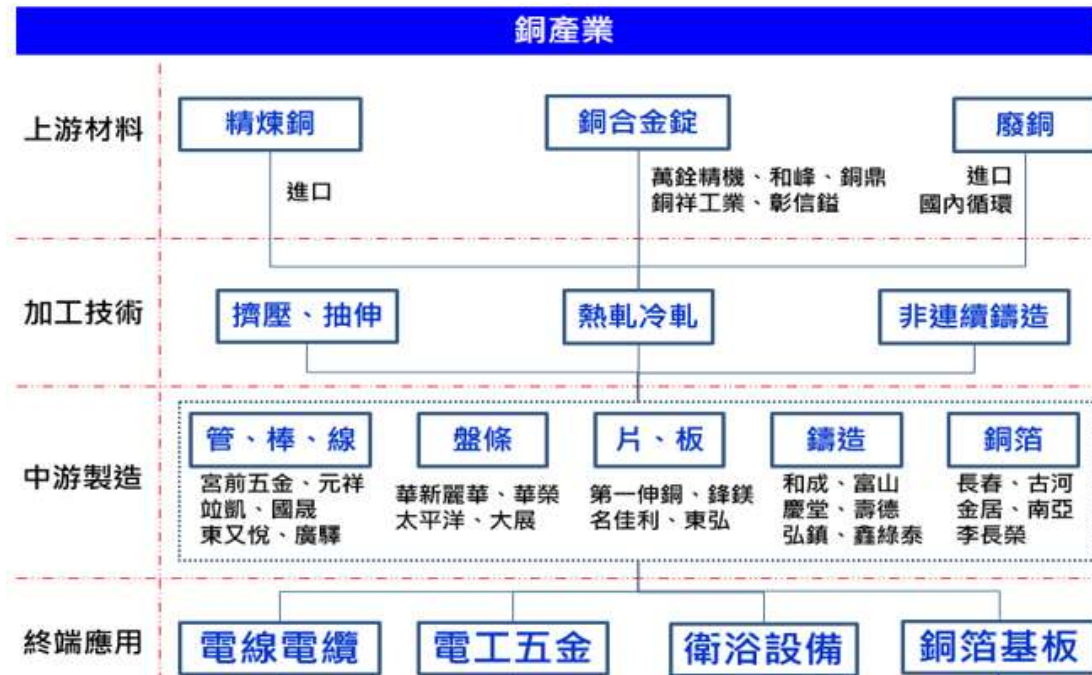 銅產業
上游材料
精煉銅
銅合金錠
廢銅
進口
萬銓精機、和峰、銅鼎
銅祥工業、彰信鎰
進口
國內循環
加工技術
擠壓、抽伸
熱軋冷軋
非連續鑄造
中游製造
管、棒、線
盤條
片、板
鑄造
銅箔
宮前五金、元祥
竝凱、國晟
東又悅、廣驛
華新麗華、華榮
太平洋、大展
第一伸銅、鋒鎂
名佳利、東弘
和成、富山
慶堂、壽德
弘鎮、鑫綠泰
長春、古河
金居、南亞
李長榮
終端應用
電線電纜
電工五金
衛浴設備
銅箔基板